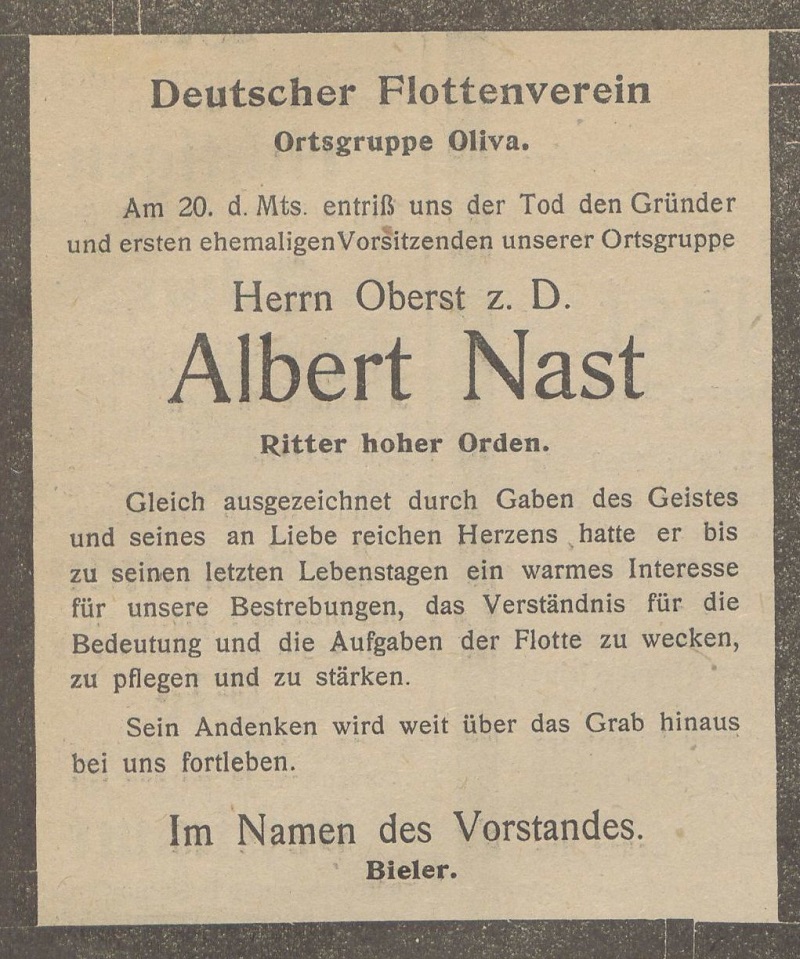 Deutscher Flottenverein
Ortsgruppe Oliva.
Am 20. d. Mts. entriß uns der Tod den Gründer
und ersten ehemaligen Vorsitzenden unserer Ortsgruppe
Herrn Oberst z. D.
Albert Nast
Ritter hoher Orden.
Gleich ausgezeichnet durch Gaben des Geistes
und seines an Liebe reichen Herzens hatte er bis
zu seinen letzten Lebenstagen ein warmes Interesse
für unsere Bestrebungen, das Verständnis für die
Bedeutung und die Aufgaben der Flotte zu wecken,
zu pflegen und zu stärken.
Sein Andenken wird weit über das Grab hinaus
bei uns fortleben.
Im Namen des Vorstandes.
Bieler.